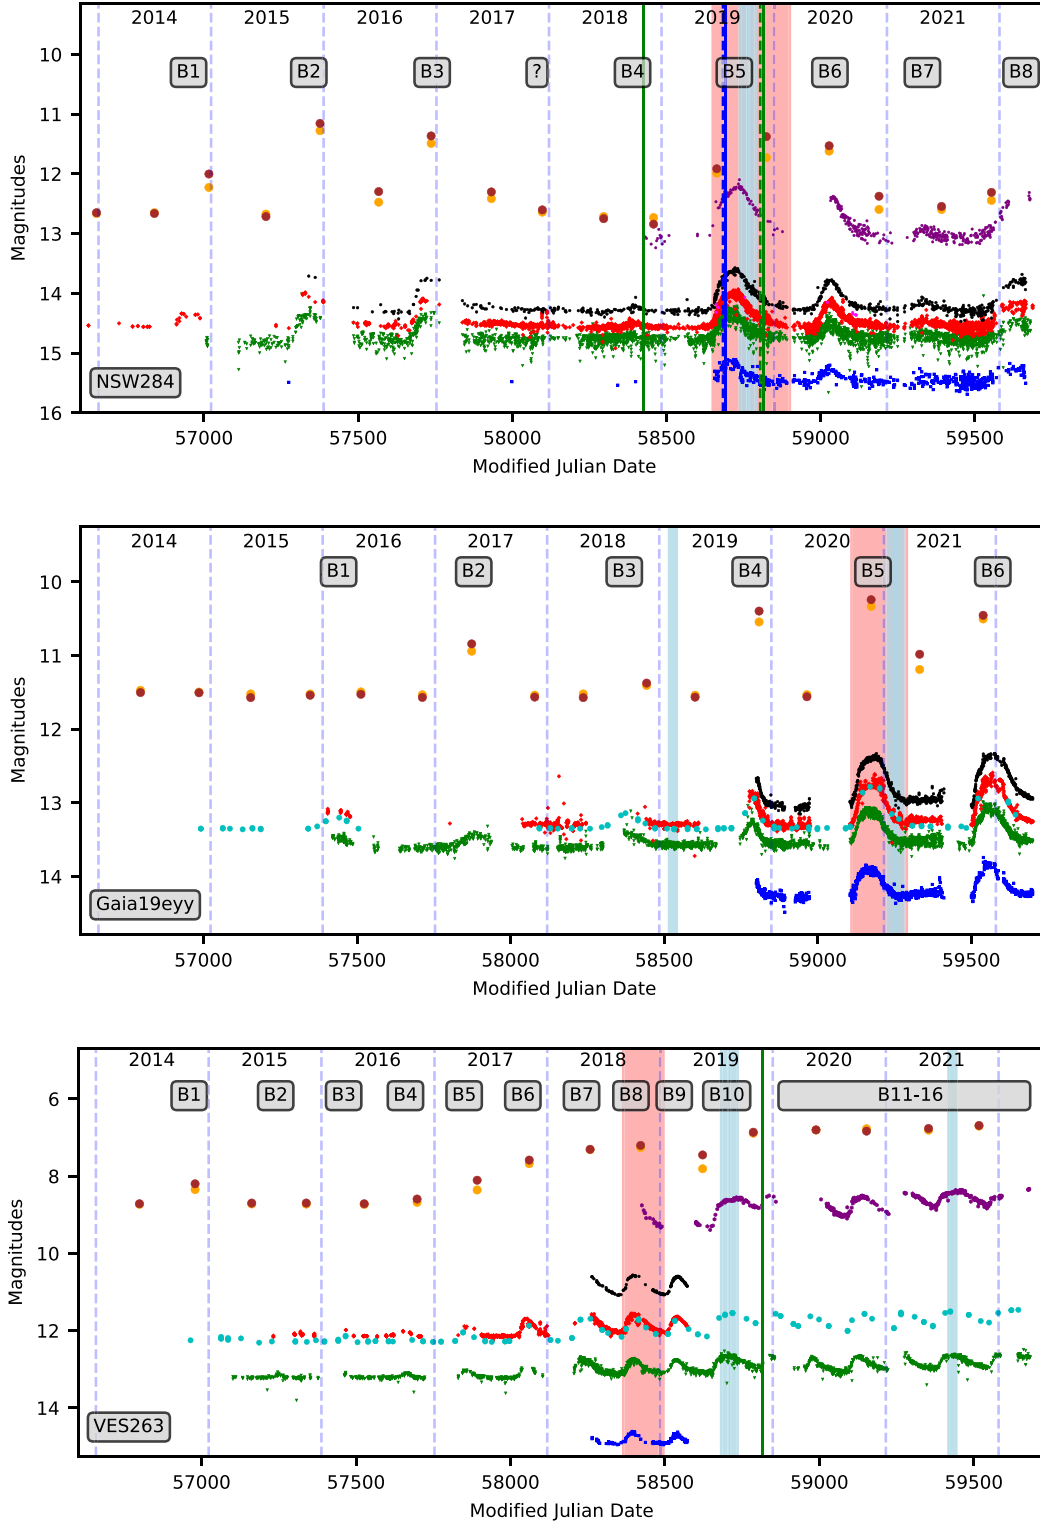 2014 2015 2016 2017 2018 2019 2020 2021
10
B1 B2 B3 ? B4 B5 B6 B7 B8
11
12
Magnitudes
13
14
15
NSW284
16
57000 57500 58000 58500 59000 59500
Modified Julian Date
2014 2015 2016 2017 2018 2019 2020 2021
10
B1 B2 B3 B4 B5 B6
11
12
Magnitudes
13
14
Gaia19eyy
57000 57500 58000 58500 59000 59500
Modified Julian Date
2014 2015 2016 2017 2018 2019 2020 2021
6
B1 B2 B3 B4 B5 B6 B7 B8 B9 B10 B11-16
8
10
Magnitudes
12
14
VES263
57000 57500 58000 58500 59000 59500
Modified Julian Date